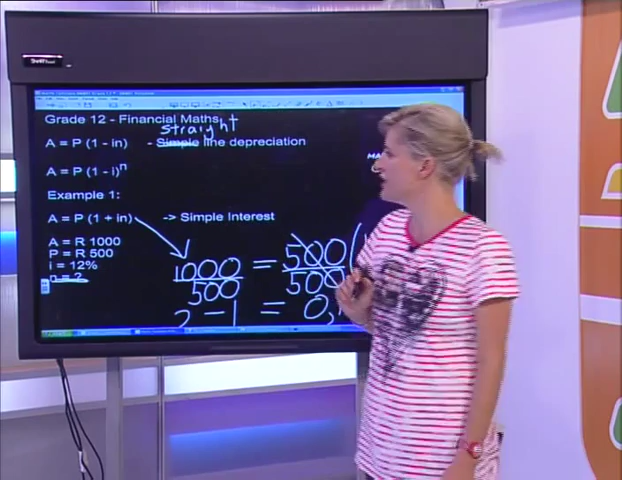 Grade 12 - Financial Maths
straight
A = P (1 - in) - Simple line depreciation
A = P (1 - i)n
Example 1:
A = P (1 + in) -> Simple Interest
A = R 1000
P = R 500
i = 12%
n = ?
1000 = 500 (
500 500
2 - 1 = 0,